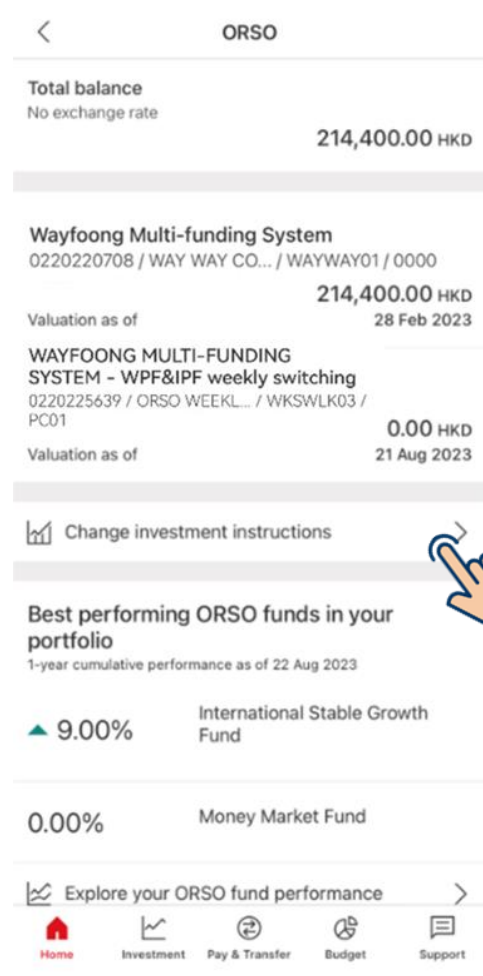 ORSO
Total balance
No exchange rate
214,400.00 HKD
Wayfoong Multi-funding System
0220220708 / WAY WAY CO... / WAYWAY01 / 0000
214,400.00 HKD
Valuation as of 28 Feb 2023
WAYFOONG MULTI-FUNDING
SYSTEM - WPF&IPF weekly switching
0220225639 / ORSO WEEKL... / WKSWLK03 /
PC01
0.00 HKD
Valuation as of 21 Aug 2023
Change investment instructions
Best performing ORSO funds in your
portfolio
1-year cumulative performance as of 22 Aug 2023
9.00% International Stable Growth
Fund
0.00% Money Market Fund
Explore your ORSO fund performance
Home Investment Pay & Transfer Budget Support